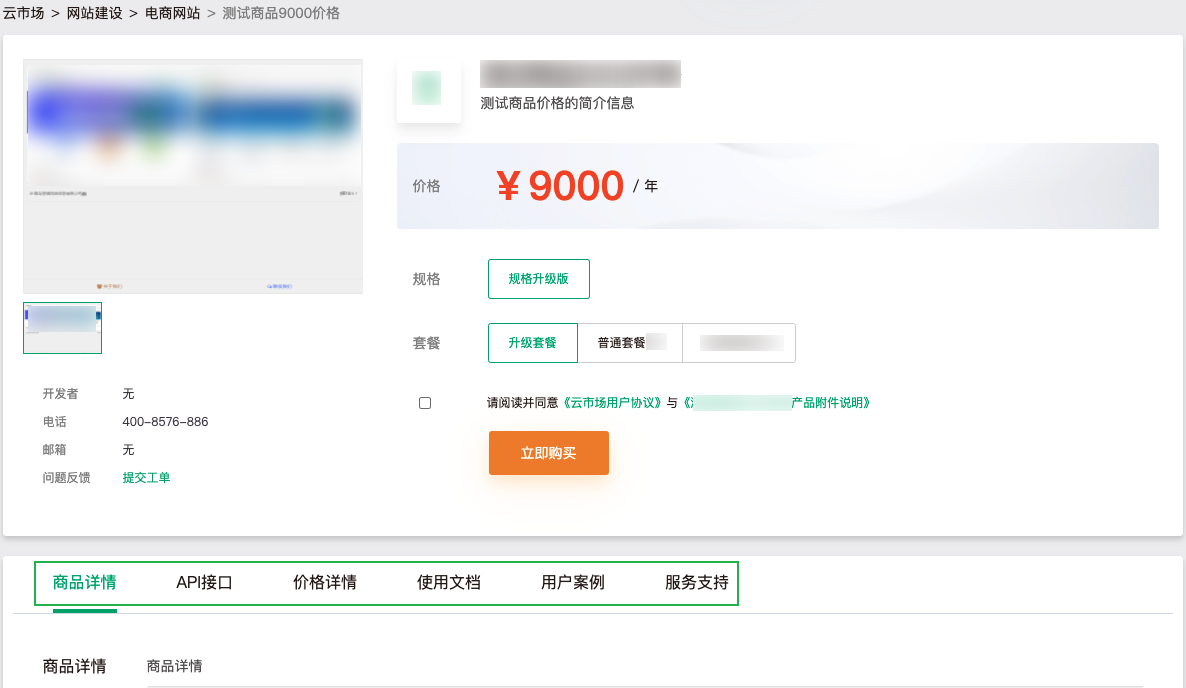 云市场 > 网站建设 > 电商网站 > 测试商品9000价格
测试商品价格的简介信息
价格 ¥ 9000 / 年
规格 规格升级版
套餐 升级套餐 普通套餐
请阅读并同意《云市场用户协议》与《 产品附件说明》
立即购买
开发者 无
电话 400-8576-886
邮箱 无
问题反馈 提交工单
商品详情 API接口 价格详情 使用文档 用户案例 服务支持
商品详情 商品详情